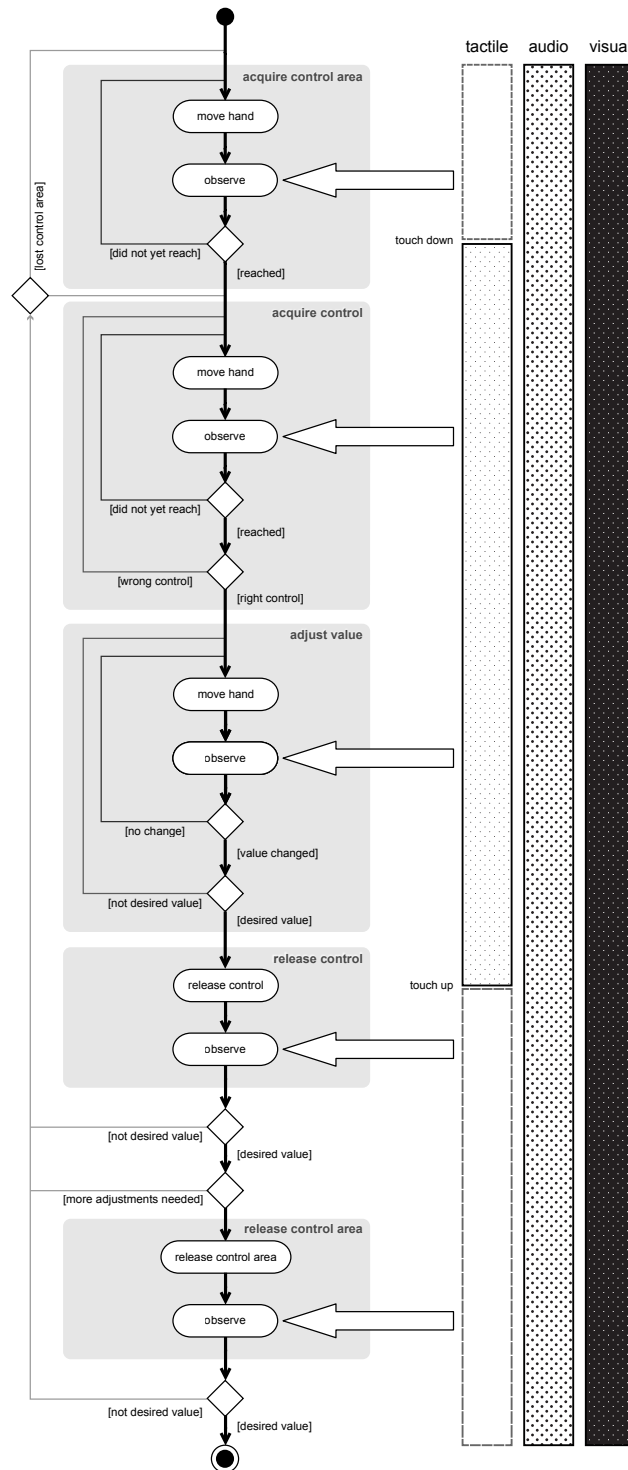 tactile audio visual
acquire control area
move hand
observe
[lost control area]
touch down
[did not yet reach]
[reached]
acquire control
move hand
observe
[did not yet reach]
[reached]
[wrong control]
[right control]
adjust value
move hand
observe
[no change]
[value changed]
[not desired value]
[desired value]
release control
release control
touch up
observe
[not desired value]
[desired value]
[more adjustments needed]
release control area
release control area
observe
[not desired value]
[desired value]